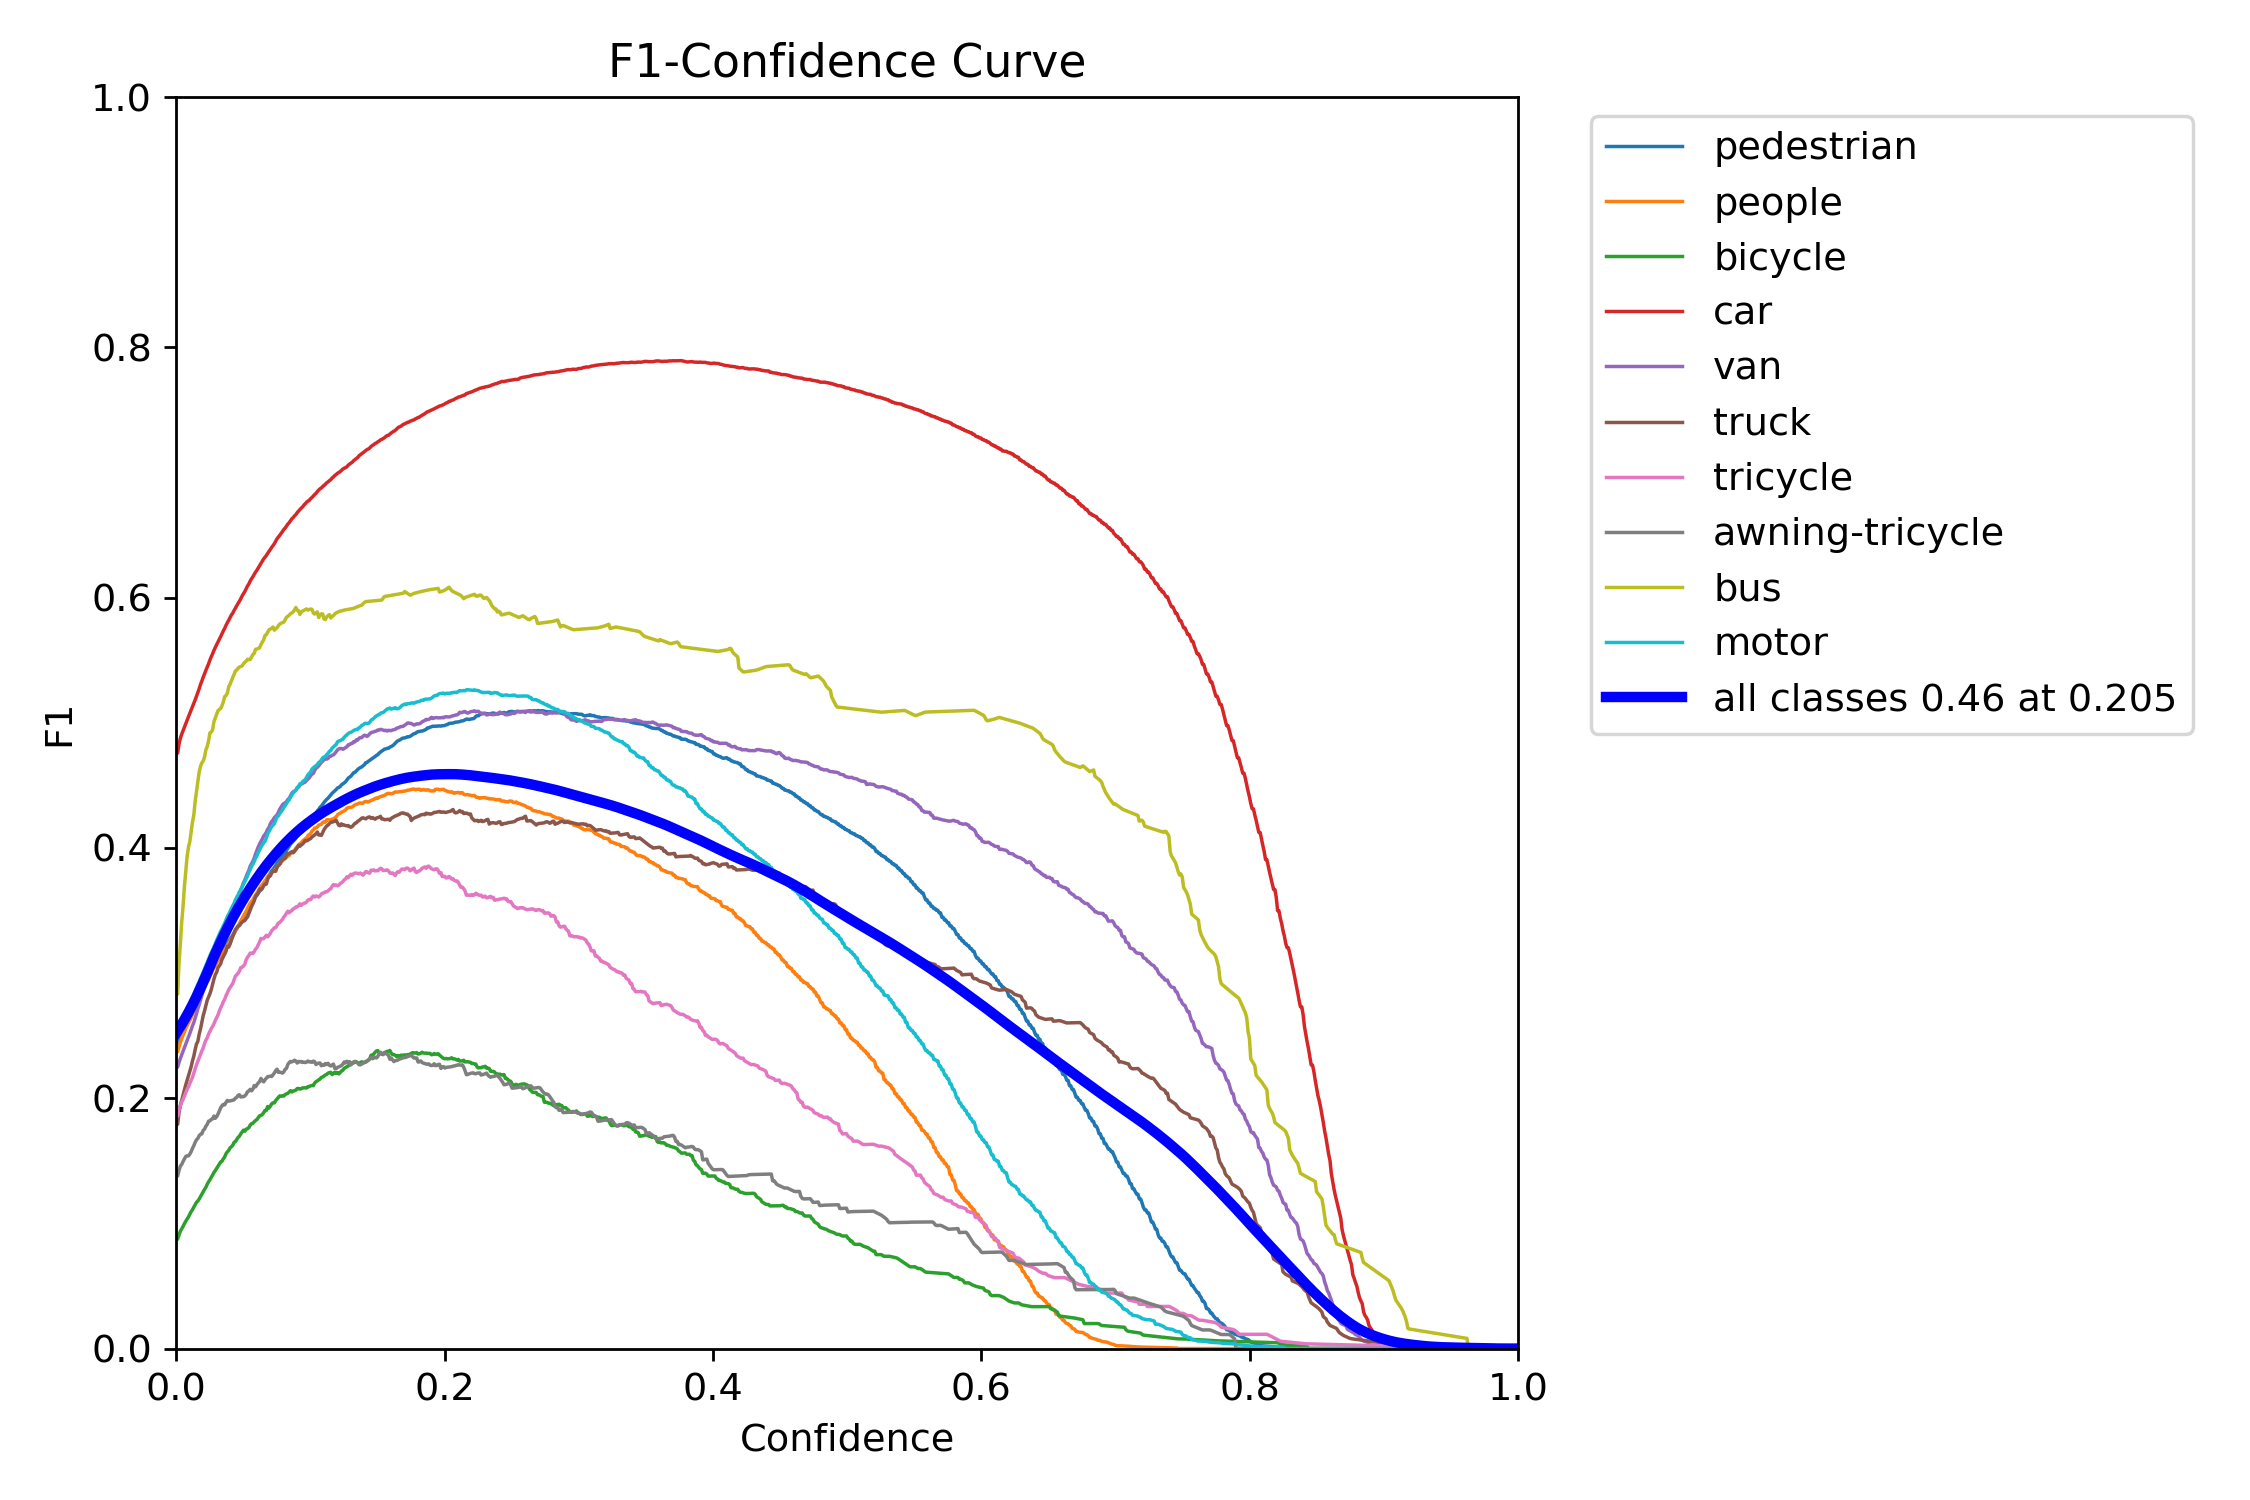 F1-Confidence Curve
1.0
0.8
0.6
0.4
0.2
0.0
F1
0.0 0.2 0.4 0.6 0.8 1.0
Confidence
pedestrian
people
bicycle
car
van
truck
tricycle
awning-tricycle
bus
motor
all classes 0.46 at 0.205